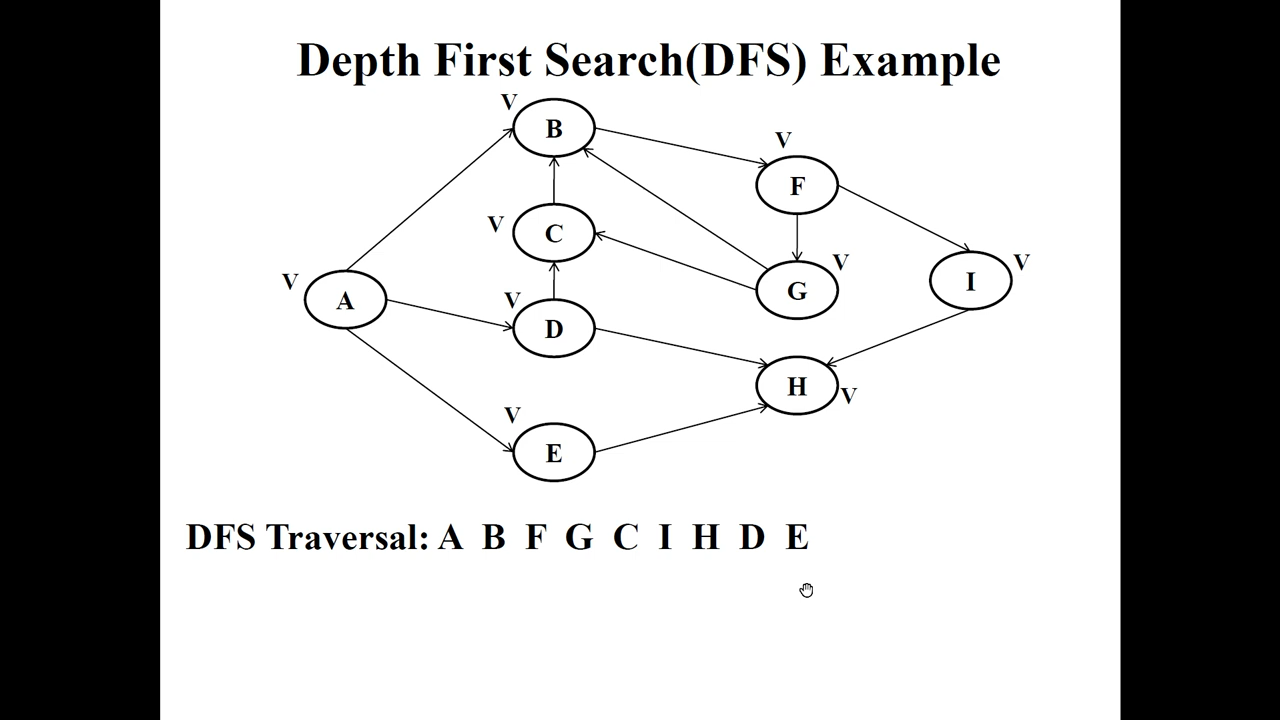 Depth First Search(DFS) Example
V
B
V
F
V
C
V
G
V
I
V
A
V
D
H
V
V
E
DFS Traversal: A B F G C I H D E